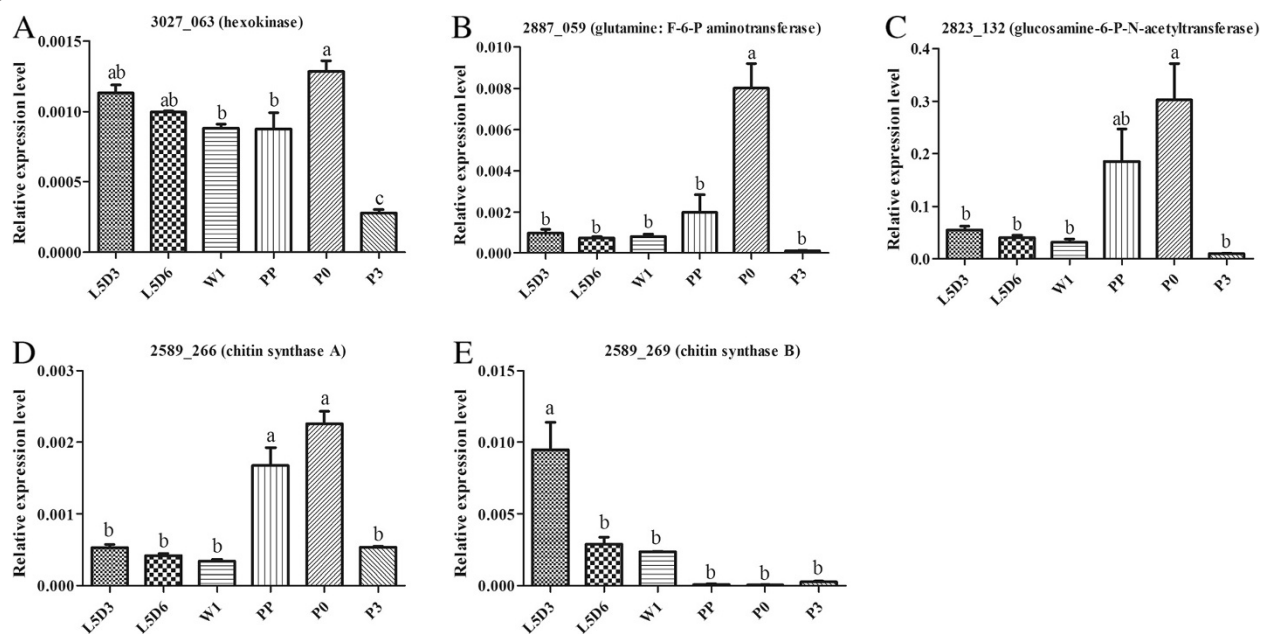 A
3027_063 (hexokinase)
Relative expression level
0.0015
0.0010
0.0005
0.0000
ab
ab
b
b
a
c
L5D3
L5D6
W1
PP
P0
P3
B
2887_059 (glutamine: F-6-P aminotransferase)
Relative expression level
0.010
0.008
0.006
0.004
0.002
0.000
b
b
b
b
a
b
L5D3
L5D6
W1
PP
P0
P3
C
2823_132 (glucosamine-6-P-N-acetyltransferase)
Relative expression level
0.4
0.3
0.2
0.1
0.0
b
b
b
ab
a
b
L5D3
L5D6
W1
PP
P0
P3
D
2589_266 (chitin synthase A)
Relative expression level
0.003
0.002
0.001
0.000
b
b
b
a
a
b
L5D3
L5D6
W1
PP
P0
P3
E
2589_269 (chitin synthase B)
Relative expression level
0.015
0.010
0.005
0.000
a
b
b
b
b
b
L5D3
L5D6
W1
PP
P0
P3